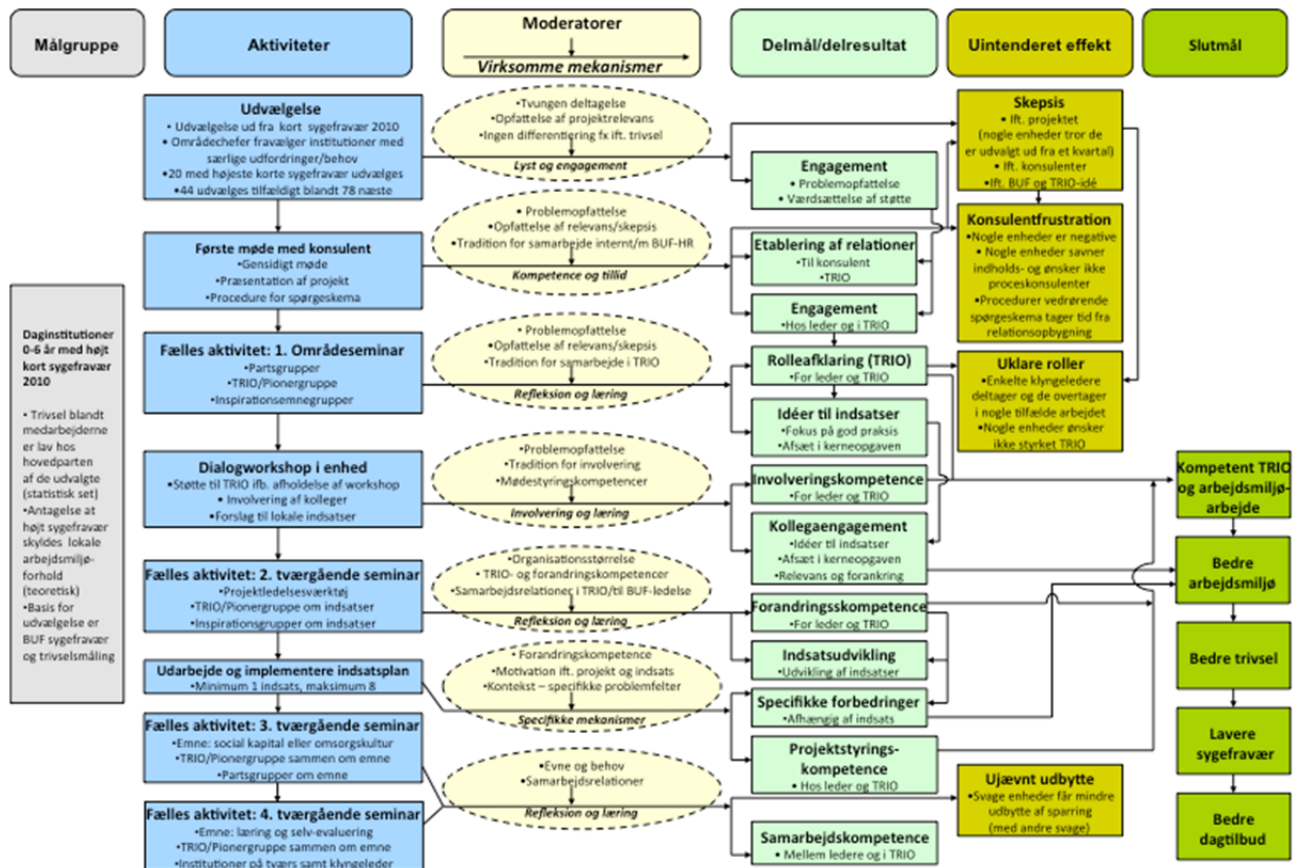 Målgruppe
Aktiviteter
Moderatorer
Virksomme mekanismer
Delmål/delresultat
Uintenderet effekt
Slutmål
Daginstitutioner
0-6 år med højt
kort sygefravær
2010
• Trivsel blandt
medarbejderne
er lav hos
hovedparten
af de udvalgte
(statistisk set)
•Antagelse at
højt sygefravær
skyldes lokale
arbejdsmiljø-
forhold
(teoretisk)
•Basis for
udvælgelse er
BUF sygefravær
og trivselsmåling
Udvælgelse
• Udvælgelse ud fra kort sygefravær 2010
• Områdechefer fravælger institutioner med
særlige udfordringer/behov
•20 med højeste korte sygefravær udvælges
• 44 udvælges tilfældigt blandt 78 næste
Første møde med konsulent
•Gensidigt møde
•Præsentation af projekt
•Procedure for spørgeskema
Fælles aktivitet: 1. Områdeseminar
•Partsgrupper
•TRIO/Pionergruppe
•Inspirationsemnegrupper
Dialogworkshop i enhed
•Støtte til TRIO ifb. afholdelse af workshop
• Involvering af kolleger
•Forslag til lokale indsatser
Fælles aktivitet: 2. tværgående seminar
•Projektledelsesværktøj
•TRIO/Pionergruppe om indsatser
•Inspirationsgrupper om indsatser
Udarbejde og implementere indsatsplan
•Minimum 1 indsats, maksimum 8
Fælles aktivitet: 3. tværgående seminar
•Emne: social kapital eller omsorgskultur
•TRIO/Pionergruppe sammen om emne
•Partsgrupper om emne
Fælles aktivitet: 4. tværgående seminar
•Emne: læring og selv-evaluering
•TRIO/Pionergruppe sammen om emne
•Institutioner på tværs samt klyngeleder
•Tvungen deltagelse
•Opfattelse af projektrelevans
•Ingen differentiering fx ift. trivsel
Lyst og engagement
• Problemopfattelse
•Opfattelse af relevans/skepsis
•Tradition for samarbejde internt/m BUF-HR
Kompetence og tillid
•Problemopfattelse
•Opfattelse af relevans/skepsis
•Tradition for samarbejde i TRIO
Refleksion og læring
•Problemopfattelse
•Tradition for involvering
•Mødestyringskompetencer
Involvering og læring
•Organisationsstørrelse
• TRIO- og forandringskompetencer
•Samarbejdsrelationer i TRIO/til BUF-ledelse
Refleksion og læring
•Forandringskompetence
•Motivation ift. projekt og indsats
•Kontekst – specifikke problemfelter
Specifikke mekanismer
•Evne og behov
•Samarbejdsrelationer
Refleksion og læring
Engagement
• Problemopfattelse
• Værdsættelse af støtte
Etablering af relationer
•Til konsulent
•TRIO
Engagement
•Hos leder og i TRIO
Rolleafklaring (TRIO)
•For leder og TRIO
Idéer til indsatser
•Fokus på god praksis
•Afsæt i kerneopgaven
Involveringskompetence
•For leder og TRIO
Kollegaengagement
•Idéer til indsatser
•Afsæt i kerneopgaven
•Relevans og forankring
Forandringsskompetence
•For leder og TRIO
Indsatsudvikling
•Udvikling af indsatser
Specifikke forbedringer
•Afhængig af indsats
Projektstyrings-
kompetence
• Hos leder og TRIO
Samarbejdskompetence
• Mellem ledere og i TRIO
Skepsis
• Ift. projektet
(nogle enheder tror de
er udvalgt ud fra et kvartal)
• Ift. konsulenter
•Ift. BUF og TRIO-idé
Konsulentfrustration
•Nogle enheder er negative
• Nogle enheder savner
indholds- og ønsker ikke
proceskonsulenter
•Procedurer vedrørende
spørgeskema tager tid fra
relationsopbygning
Uklare roller
• Enkelte klyngeledere
deltager og de overtager
i nogle tilfælde arbejdet
•Nogle enheder ønsker
ikke styrket TRIO
Ujævnt udbytte
•Svage enheder får mindre
udbytte af sparring
(med andre svage)
Kompetent TRIO
og arbejdsmiljø-
arbejde
Bedre
arbejdsmiljø
Bedre trivsel
Lavere
sygefravær
Bedre
dagtilbud